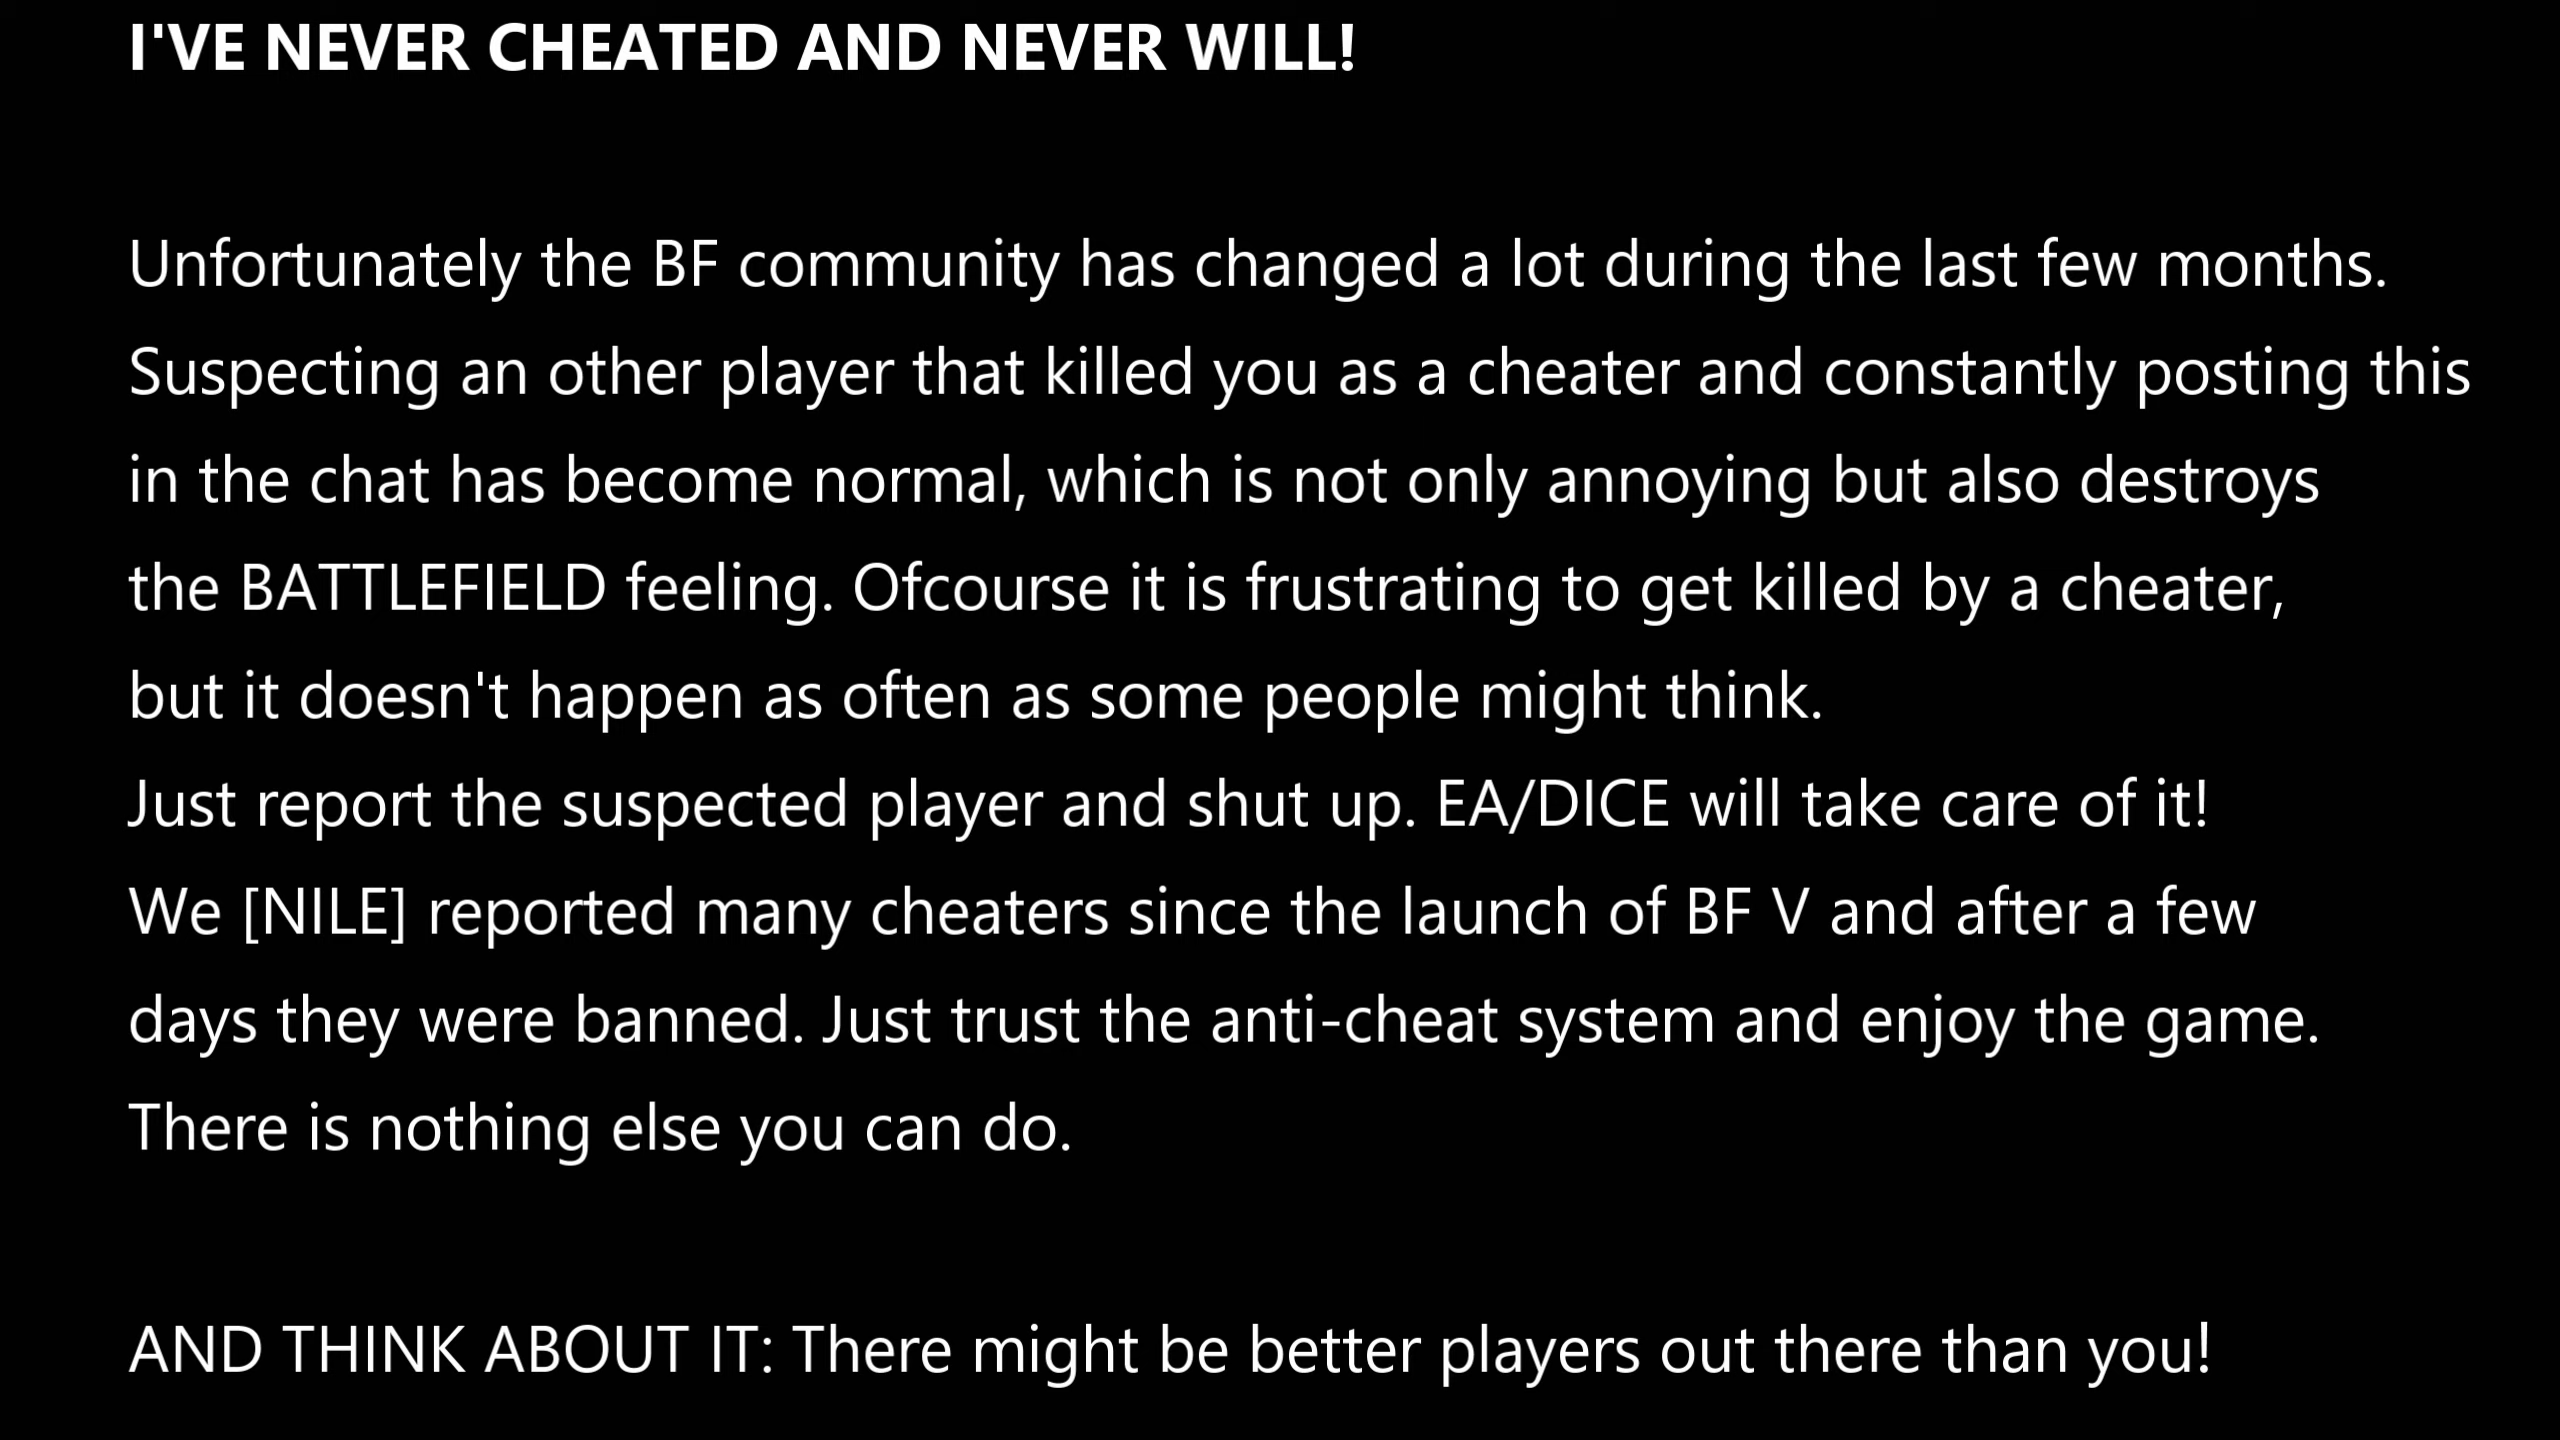 I'VE NEVER CHEATED AND NEVER WILL!
Unfortunately the BF community has changed a lot during the last few months.
Suspecting an other player that killed you as a cheater and constantly posting this
in the chat has become normal, which is not only annoying but also destroys
the BATTLEFIELD feeling. Ofcourse it is frustrating to get killed by a cheater,
but it doesn't happen as often as some people might think.
Just report the suspected player and shut up. EA/DICE will take care of it!
We [NILE] reported many cheaters since the launch of BF V and after a few
days they were banned. Just trust the anti-cheat system and enjoy the game.
There is nothing else you can do.
AND THINK ABOUT IT: There might be better players out there than you!